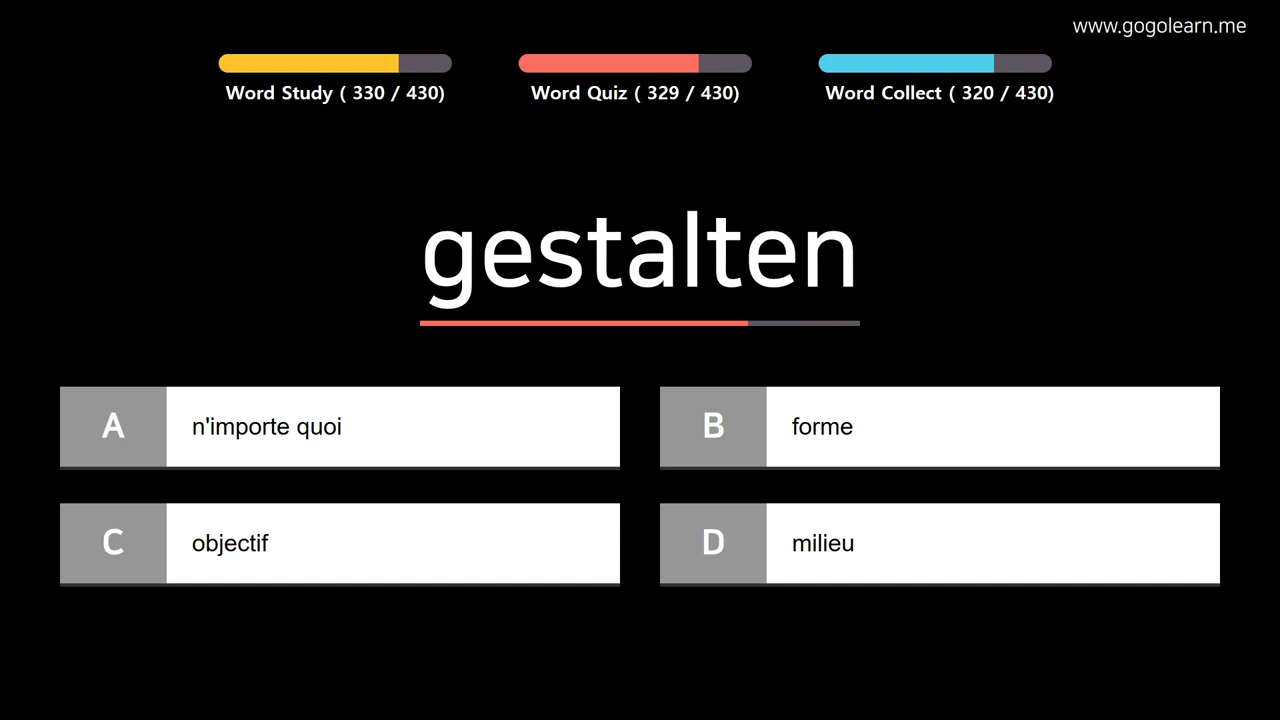 www.gogolearn.me
Word Study ( 330 / 430)
Word Quiz ( 329 / 430)
Word Collect ( 320 / 430)
gestalten
A n'importe quoi
B forme
C objectif
D milieu